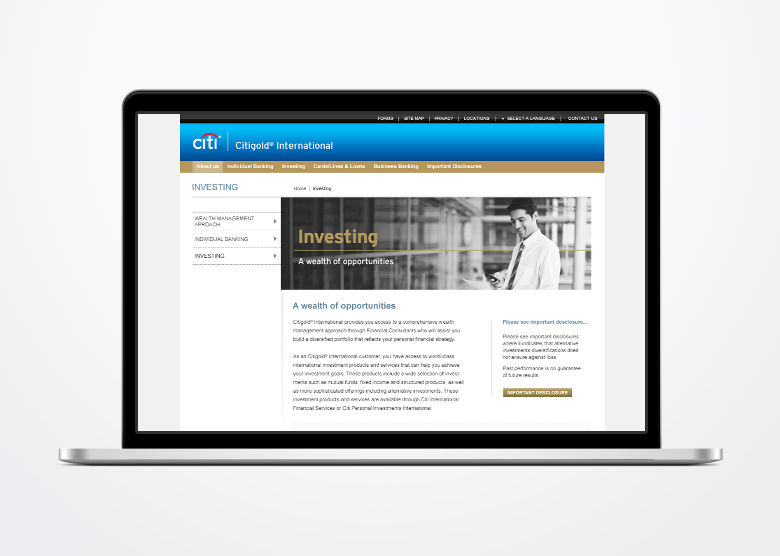 FORMS | SITE MAP | PRIVACY | LOCATIONS | ▸ SELECT A LANGUAGE | CONTACT US
citi® Citigold® International
About us Individual Banking Investing Cards/Lines & Loans Business Banking Important Disclosures
INVESTING
Home | Investing
WEALTH MANAGEMENT
APROACH
INDIVIDUAL BANKING
INVESTING
Investing
A wealth of opportunities
A wealth of opportunities
Citigold® International provides you access to a comprehensive wealth
management approach through Financial Consultants who will assist you
build a diversified portfolio that reflects your personal financial strategy.
As an Citigold® International customer, you have access to world-class
international investment products and services that can help you achieve
your investment goals. These products include a wide selection of invest-
ments such as mutual funds, fixed income and structured products, as well
as more sophisticated offerings including alternative investments. These
investment products and services are available through Citi International
Financial Services or Citi Personal Investments International.
Please see important desclosure...
Please see important disclosures
where it indicates that alternative
investments diversifications does
not ensure against loss
Past performance is no guarantee
of future results.
IMPORTANT DESCLOSURE